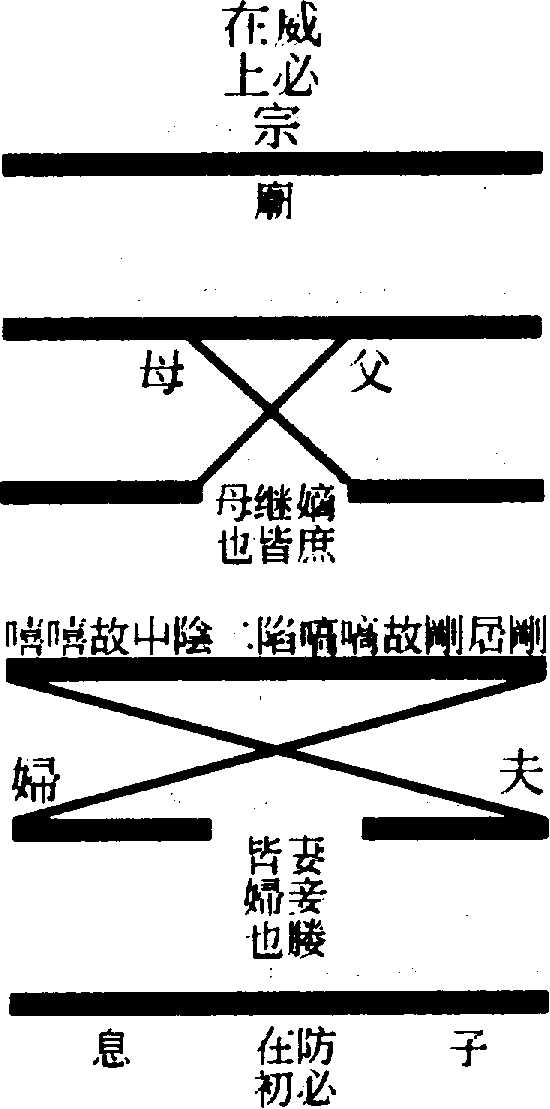 威必
在上
宗
廟
父
母
嫡庶
继皆
母也
剛居剛故嗃嗃陷二陰中故嘻嘻
夫
婦
妻妾媵
皆婦也
子
防必
在初
息